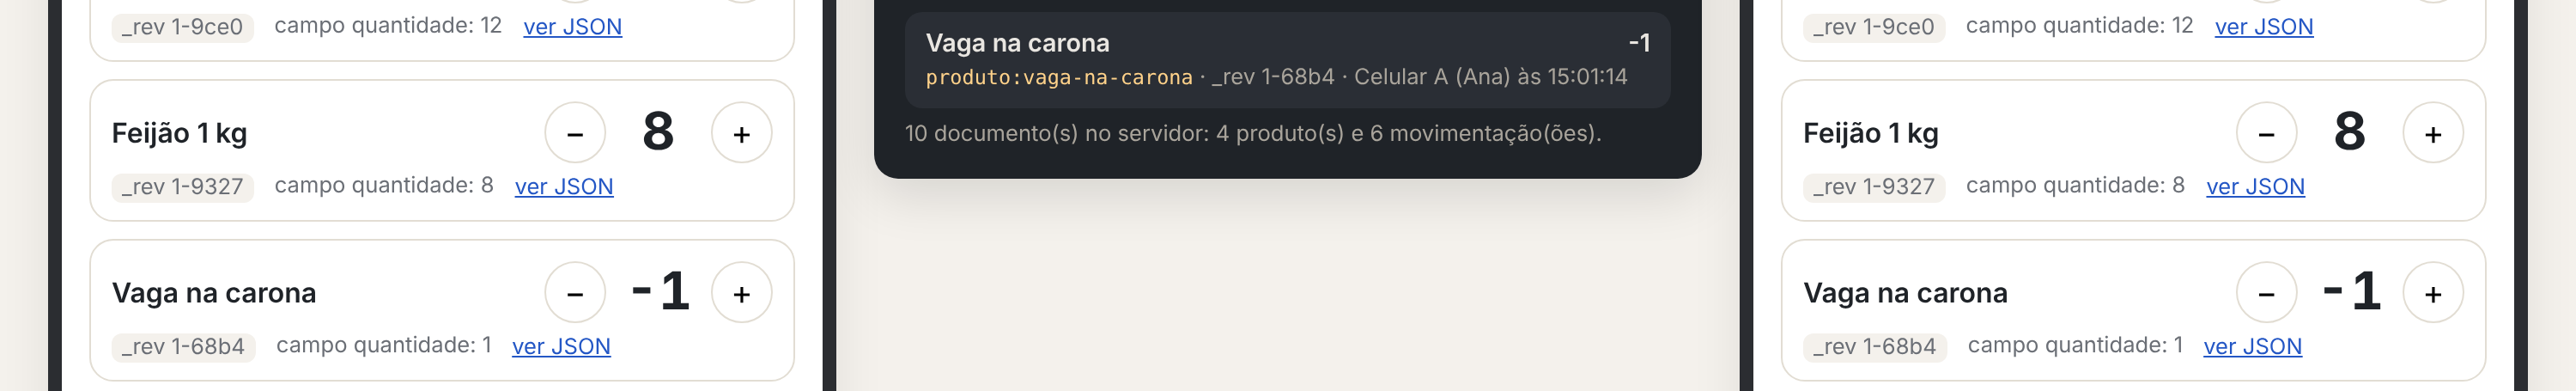 _rev 1-9ce0 campo quantidade: 12 ver JSON
Feijão 1 kg − 8 +
_rev 1-9327 campo quantidade: 8 ver JSON
Vaga na carona − -1 +
_rev 1-68b4 campo quantidade: 1 ver JSON
Vaga na carona -1
produto:vaga-na-carona · _rev 1-68b4 · Celular A (Ana) às 15:01:14
10 documento(s) no servidor: 4 produto(s) e 6 movimentação(ões).
_rev 1-9ce0 campo quantidade: 12 ver JSON
Feijão 1 kg − 8 +
_rev 1-9327 campo quantidade: 8 ver JSON
Vaga na carona − -1 +
_rev 1-68b4 campo quantidade: 1 ver JSON